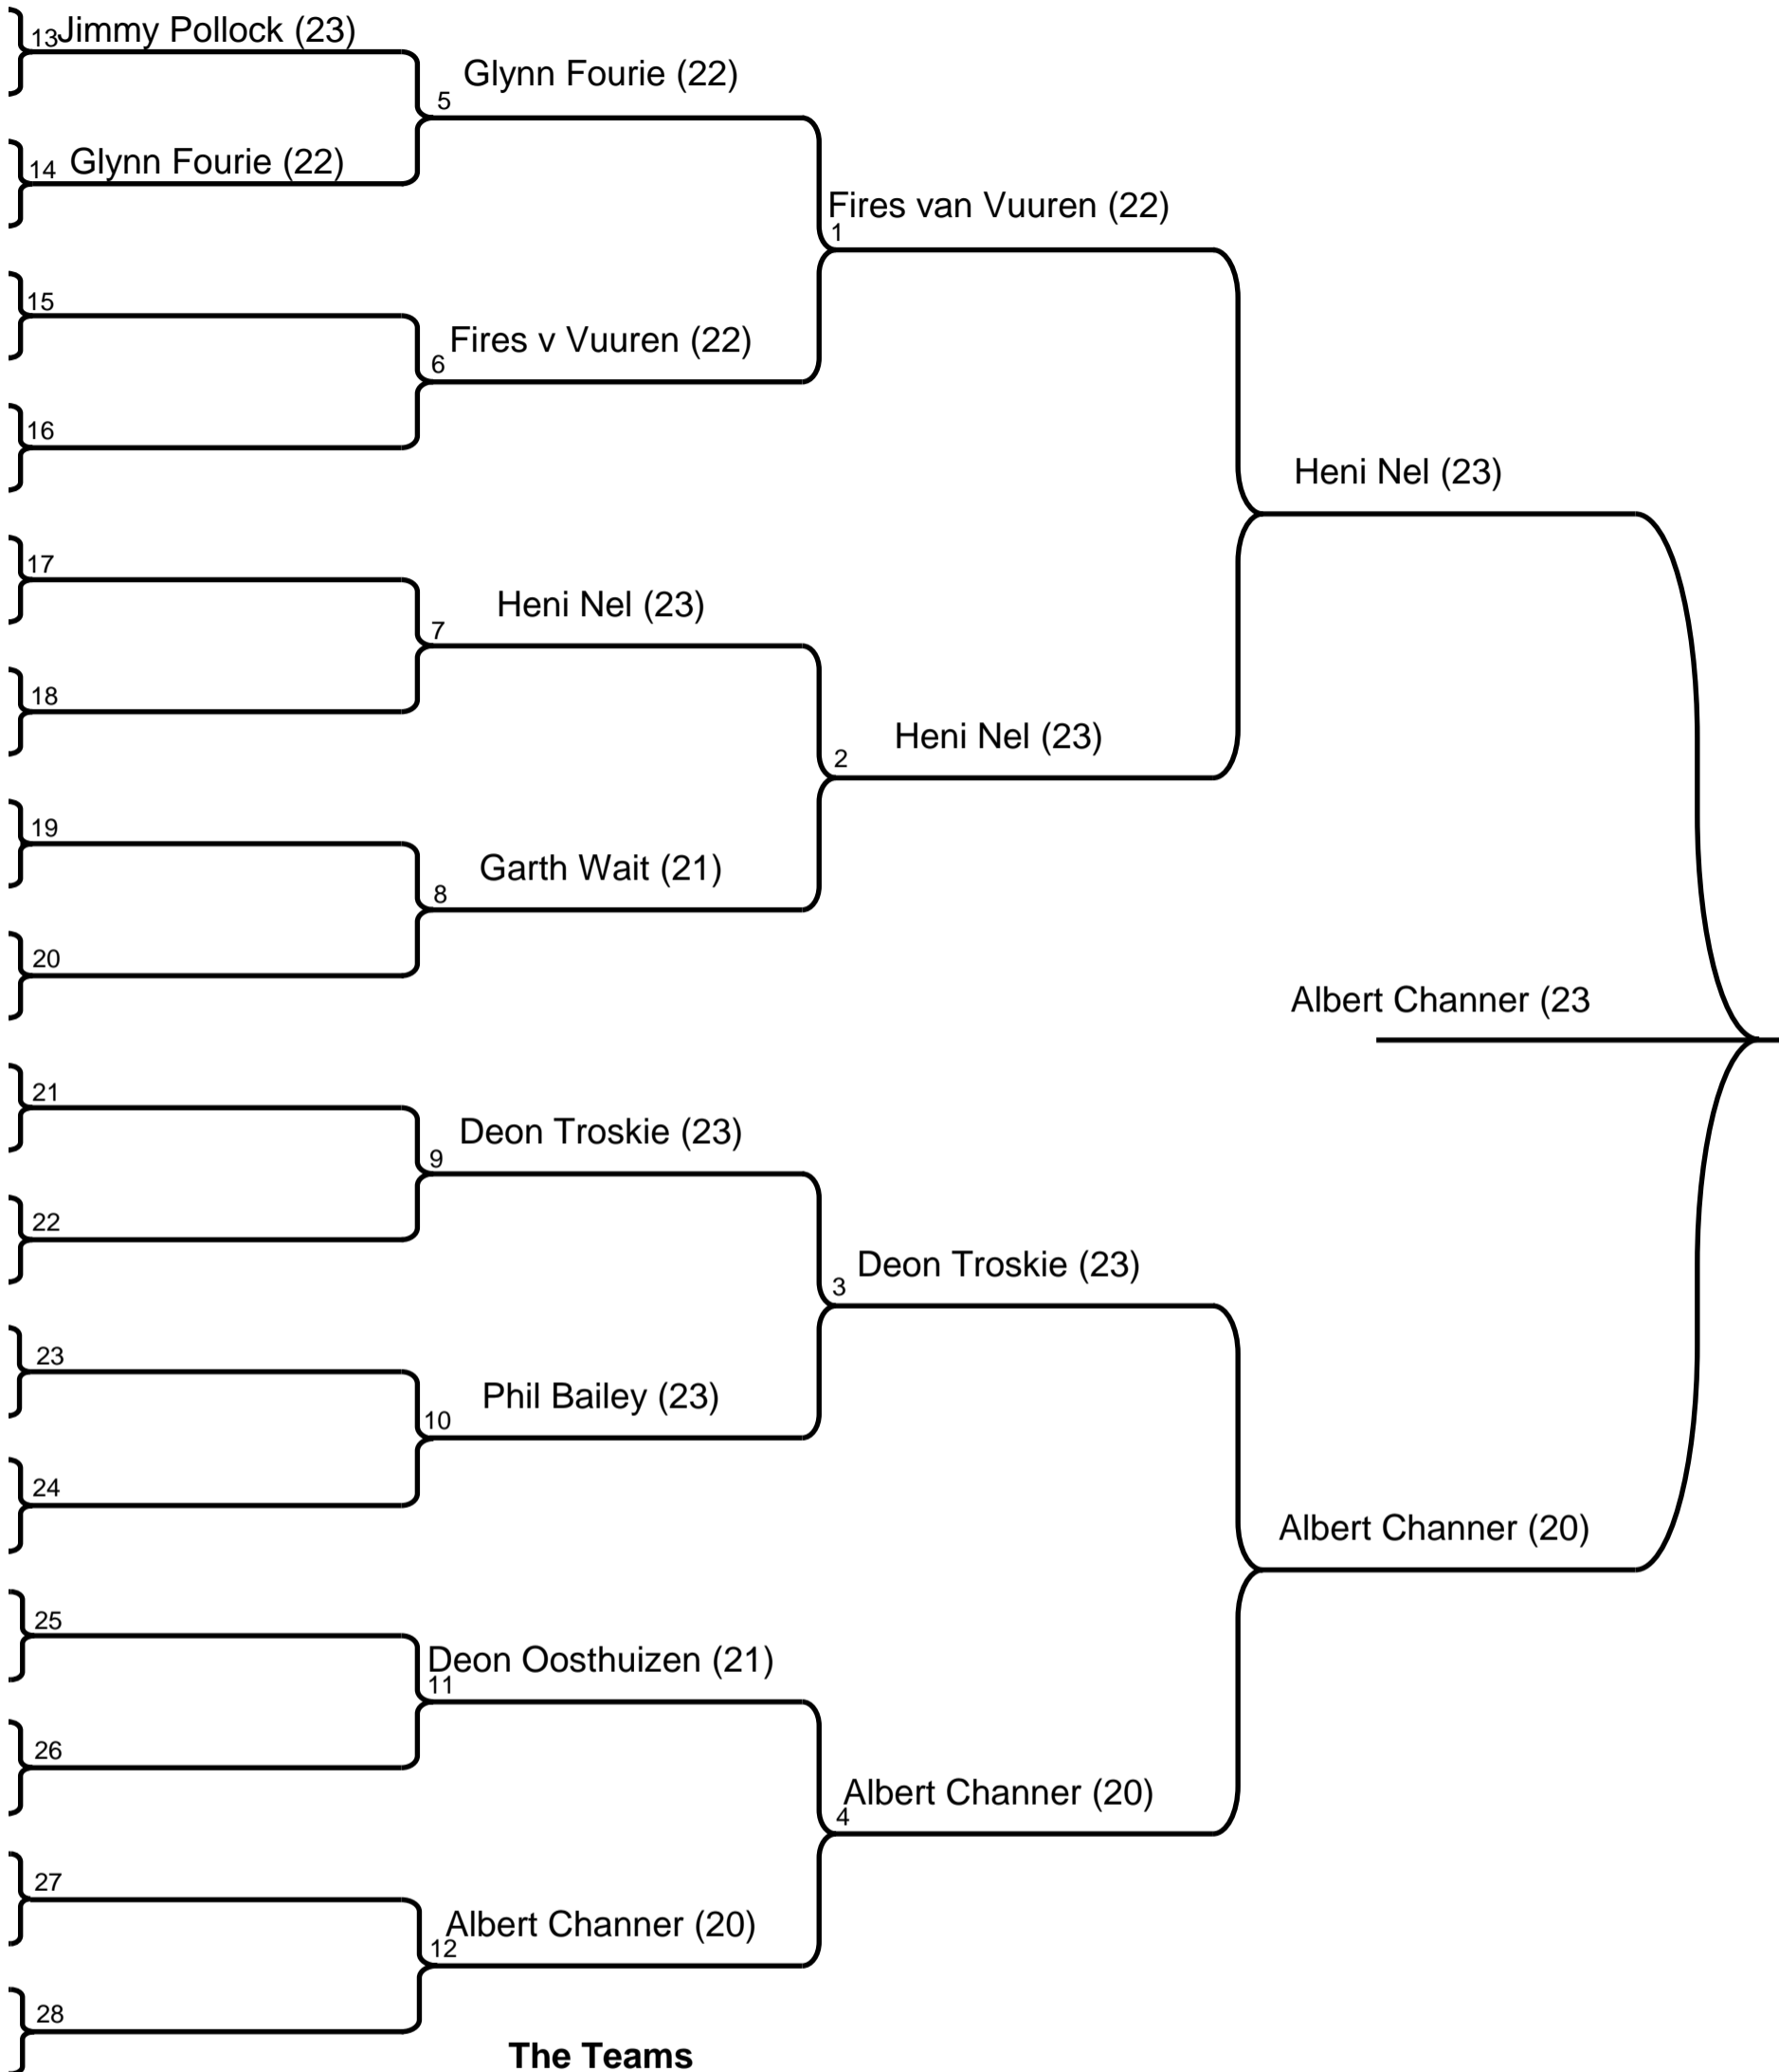 13 Jimmy Pollock (23)
Glynn Fourie (22)
5
14 Glynn Fourie (22)
Fires van Vuuren (22)
1
15
Fires v Vuuren (22)
6
16
Heni Nel (23)
17
Heni Nel (23)
7
18
Heni Nel (23)
2
19
Garth Wait (21)
8
20
Albert Channer (23
21
Deon Troskie (23)
9
22
Deon Troskie (23)
3
23
Phil Bailey (23)
10
24
Albert Channer (20)
25
Deon Oosthuizen (21)
11
26
Albert Channer (20)
4
27
Albert Channer (20)
12
28
The Teams